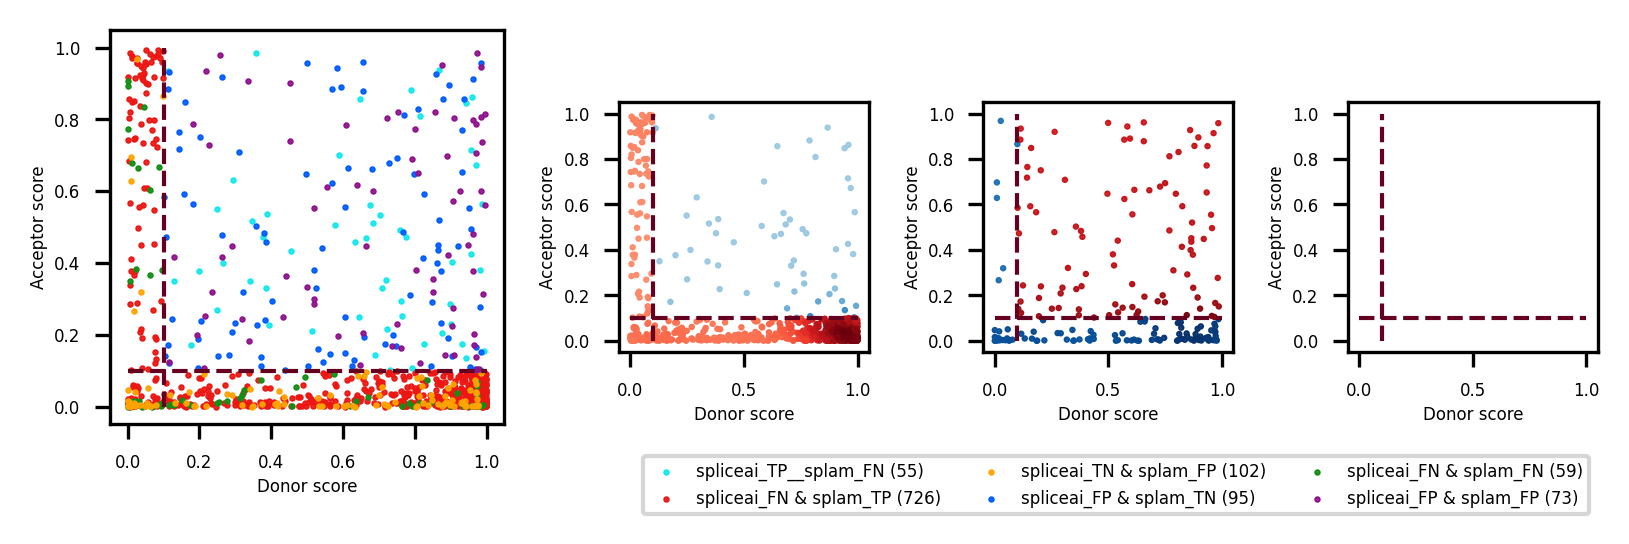 1.0
0.8
0.6
0.4
0.2
0.0
Acceptor score
0.0 0.2 0.4 0.6 0.8 1.0
Donor score
1.0
0.8
0.6
0.4
0.2
0.0
Acceptor score
0.0 0.5 1.0
Donor score
1.0
0.8
0.6
0.4
0.2
0.0
Acceptor score
0.0 0.5 1.0
Donor score
1.0
0.8
0.6
0.4
0.2
0.0
Acceptor score
0.0 0.5 1.0
Donor score
spliceai_TP__splam_FN (55)
spliceai_FN & splam_TP (726)
spliceai_TN & splam_FP (102)
spliceai_FP & splam_TN (95)
spliceai_FN & splam_FN (59)
spliceai_FP & splam_FP (73)